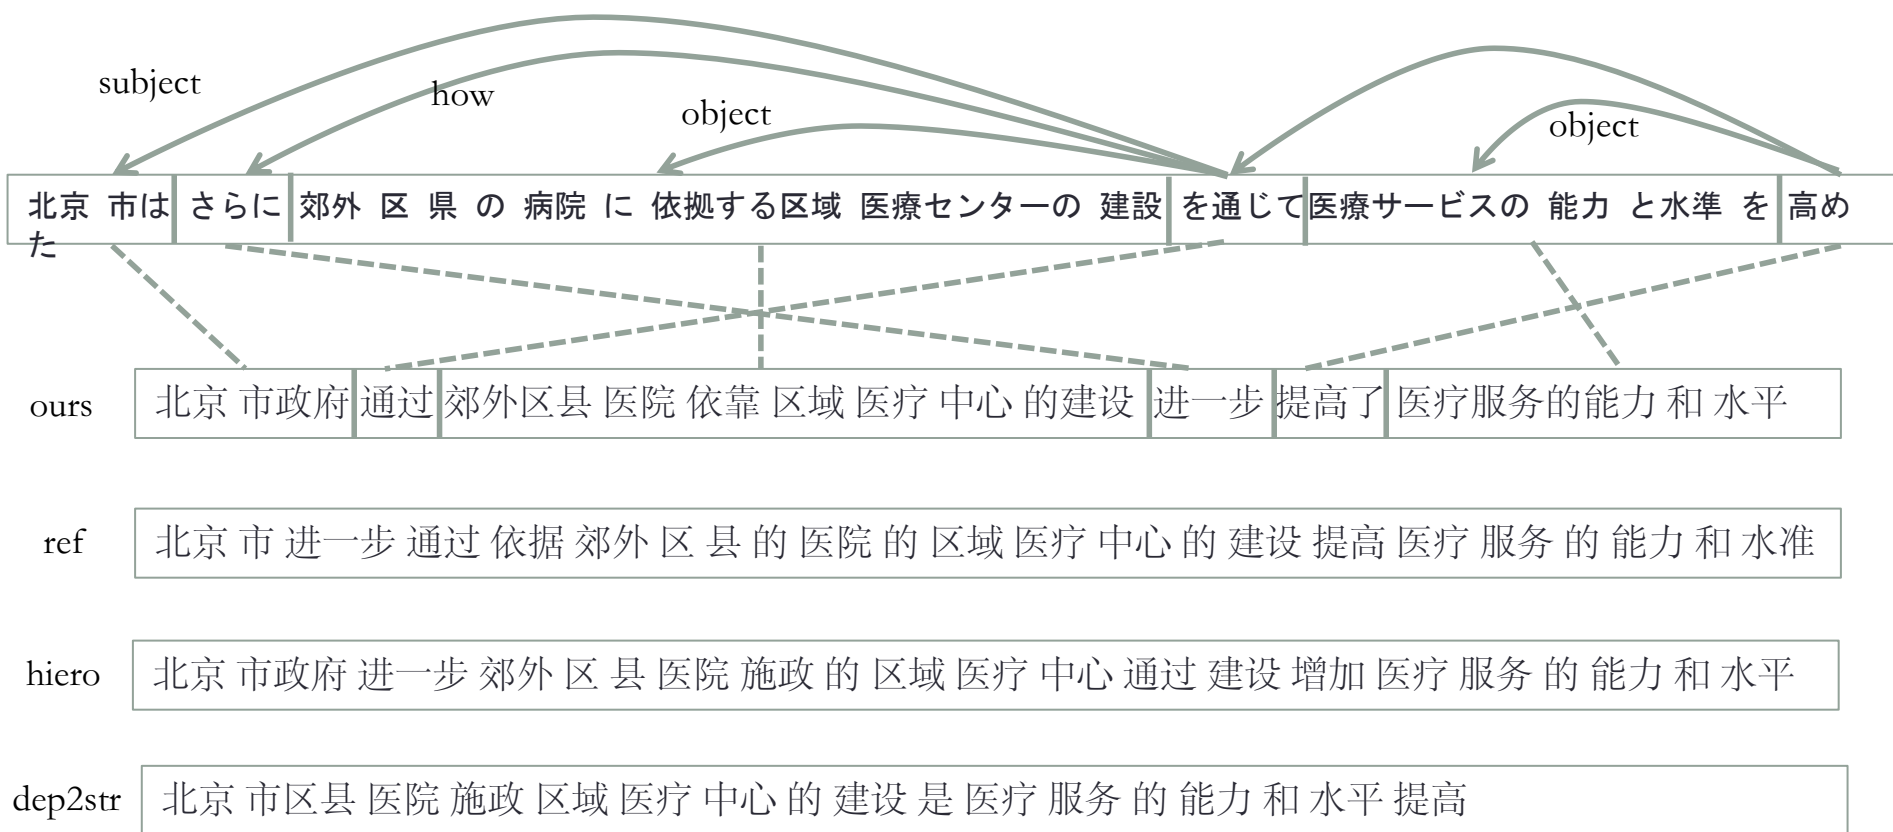 subject
how
object
object
北京 市は さらに 郊外 区 県 の 病院 に 依拠する区域 医療センターの 建設 を通じて 医療サービスの 能力 と水準 を 高め
た
ours 北京 市政府 通过 郊外区县 医院 依靠 区域 医疗 中心 的建设 进一步 提高了 医疗服务的能力 和 水平
ref 北京 市 进一步 通过 依据 郊外 区 县 的 医院 的 区域 医疗 中心 的 建设 提高 医疗 服务 的 能力 和 水准
hiero 北京 市政府 进一步 郊外 区 县 医院 施政 的 区域 医疗 中心 通过 建设 增加 医疗 服务 的 能力 和 水平
dep2str 北京 市区县 医院 施政 区域 医疗 中心 的 建设 是 医疗 服务 的 能力 和 水平 提高